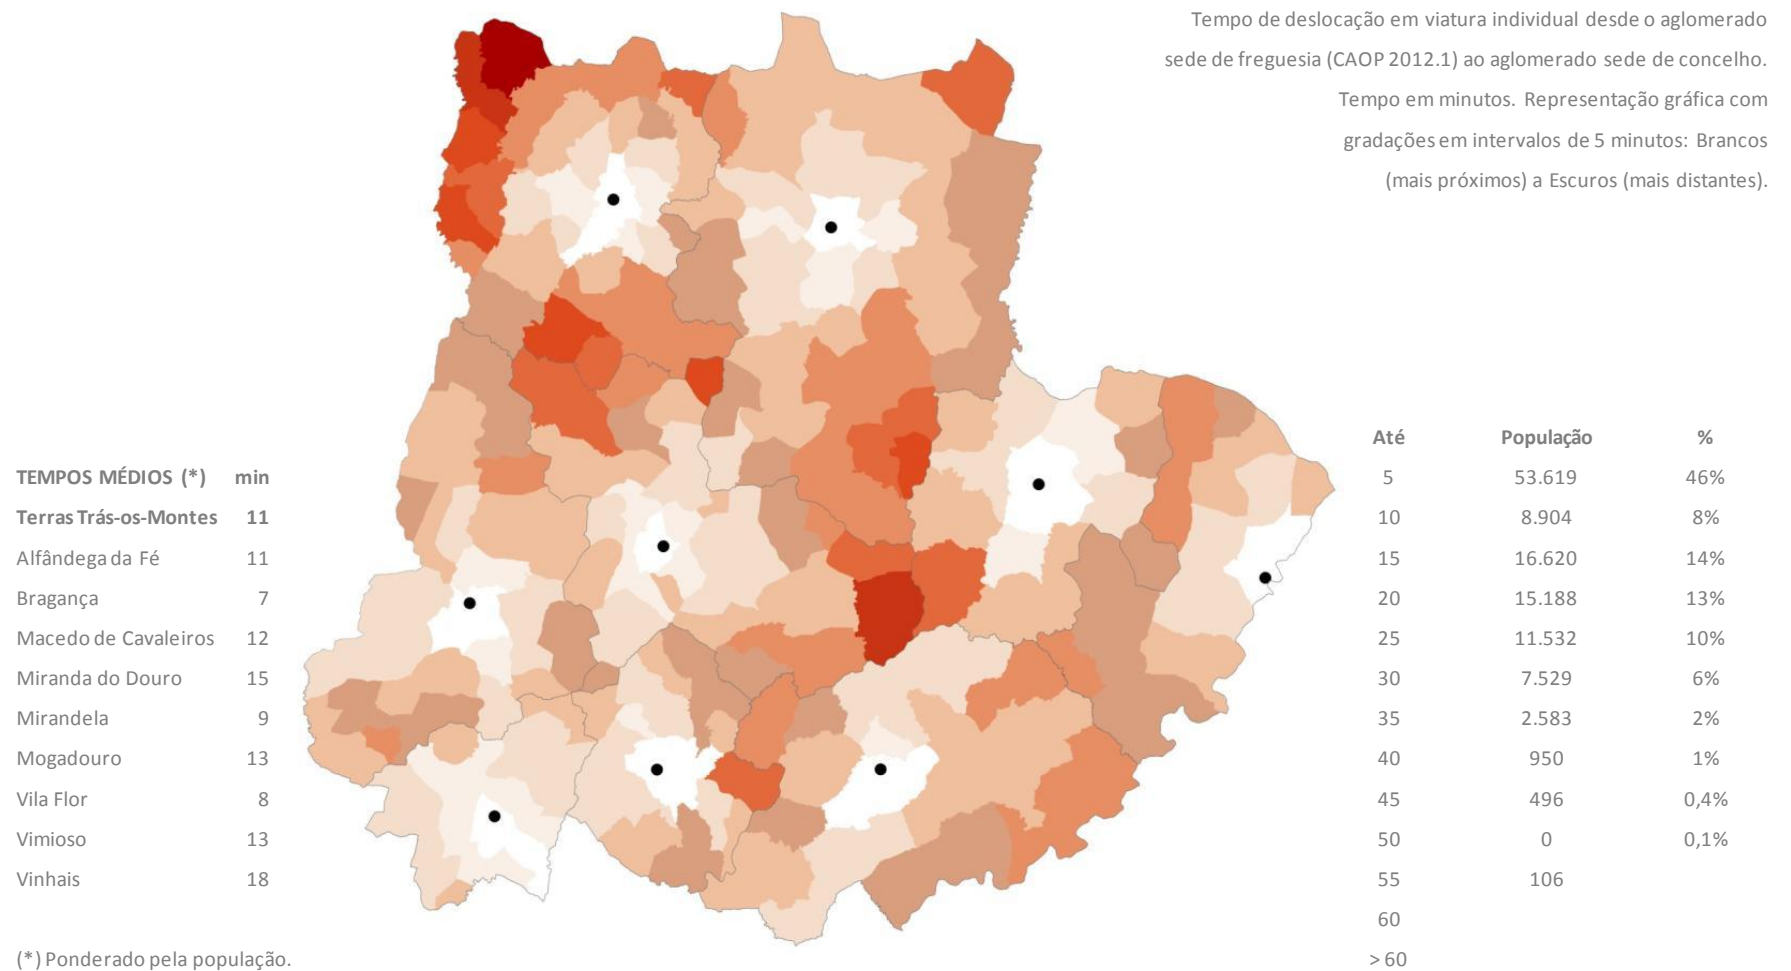 Tempo de deslocação em viatura individual desde o aglomerado
sede de freguesia (CAOP 2012.1) ao aglomerado sede de concelho.
Tempo em minutos. Representação gráfica com
gradações em intervalos de 5 minutos: Brancos
(mais próximos) a Escuros (mais distantes).
TEMPOS MÉDIOS (*) min
Terras Trás-os-Montes 11
Alfândega da Fé 11
Bragança 7
Macedo de Cavaleiros 12
Miranda do Douro 15
Mirandela 9
Mogadouro 13
Vila Flor 8
Vimioso 13
Vinhais 18
(*) Ponderado pela população.
Até População %
5 53.619 46%
10 8.904 8%
15 16.620 14%
20 15.188 13%
25 11.532 10%
30 7.529 6%
35 2.583 2%
40 950 1%
45 496 0,4%
50 0 0,1%
55 106
60
> 60